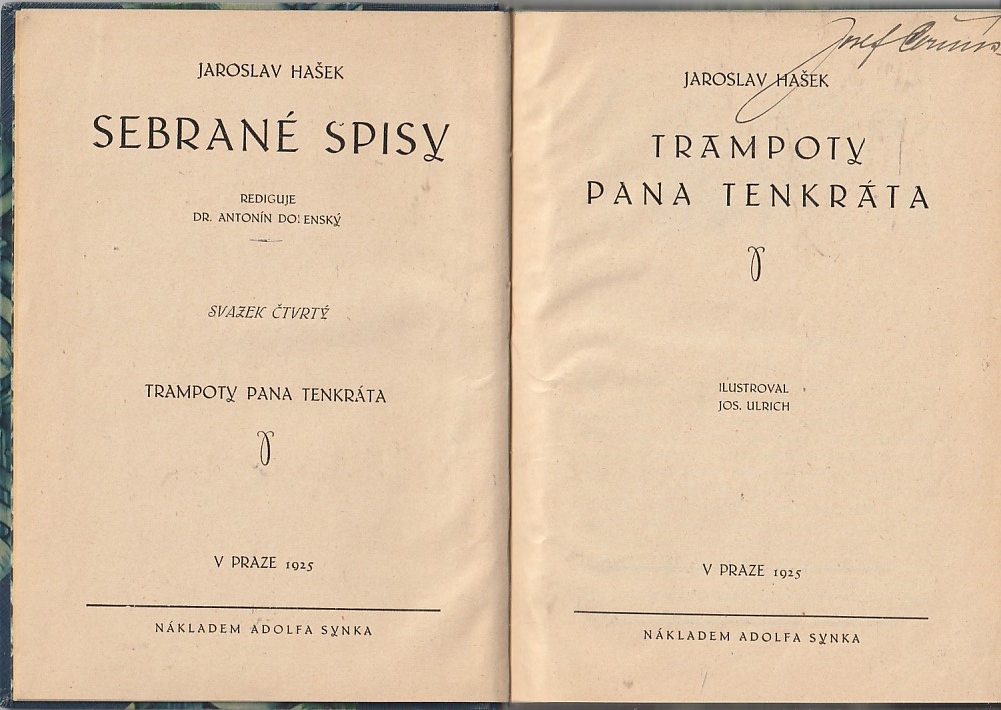 JAROSLAV HAŠEK
SEBRANÉ SPISY
REDIGUJE
DR. ANTONÍN DOLENSKÝ
SVAZEK ČTVRTÝ
TRAMPOTY PANA TENKRÁTA
V PRAZE 1925
NÁKLADEM ADOLFA SYNKA
Josef
JAROSLAV HAŠEK
TRAMPOTY
PANA TENKRÁTA
ILUSTROVAL
JOS. ULRICH
V PRAZE 1925
NÁKLADEM ADOLFA SYNKA